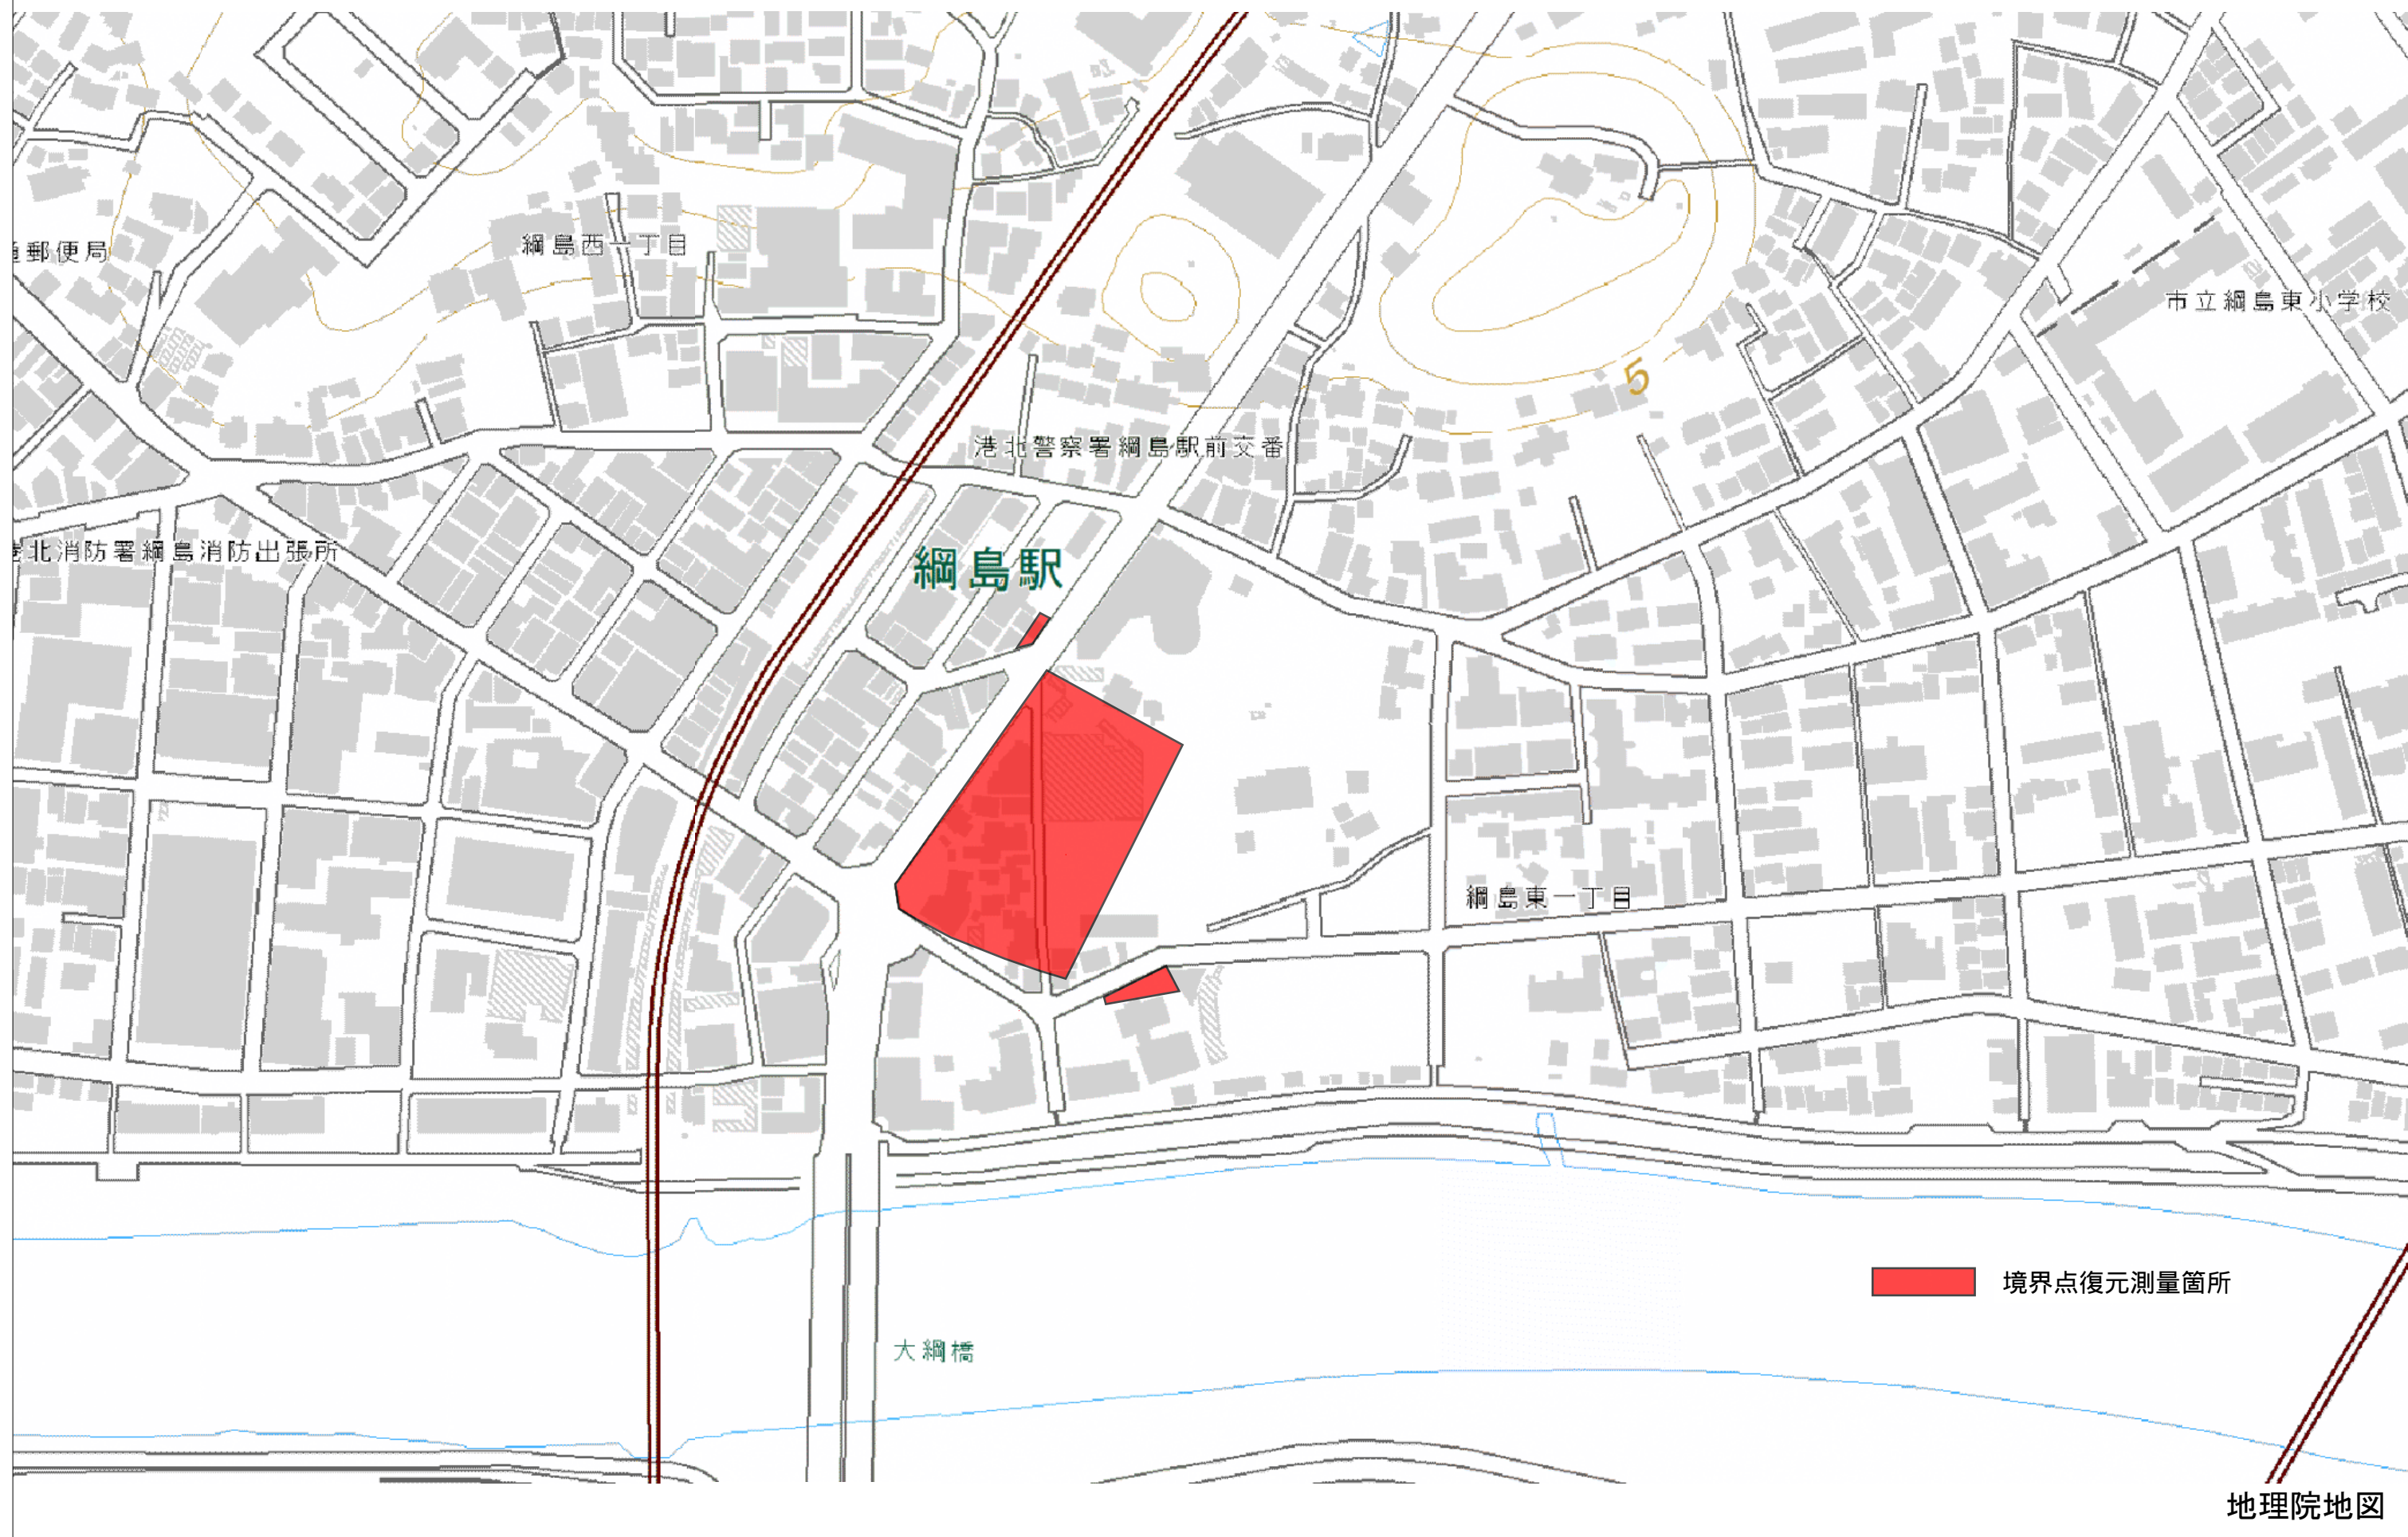 綱島西一丁目
郵便局
市立綱島東小学校
5
港北警察署綱島駅前交番
北消防署綱島消防出張所
綱島駅
綱島東一丁目
境界点復元測量箇所
大綱橋
地理院地図